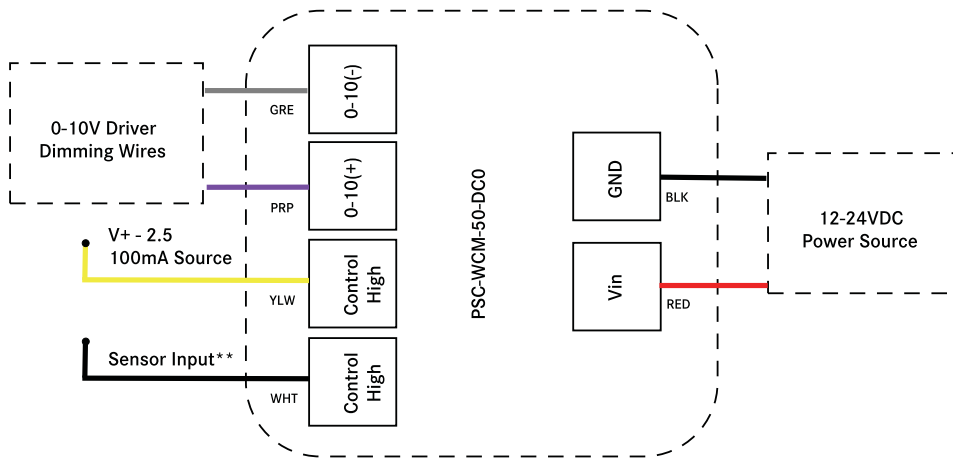 0-10V Driver
Dimming Wires
GRE
0-10(-)
PRP
0-10(+)
V+ - 2.5
100mA Source
YLW
Control
High
Sensor Input**
WHT
Control
High
PSC-WCM-50-DC0
GND
BLK
Vin
RED
12-24VDC
Power Source